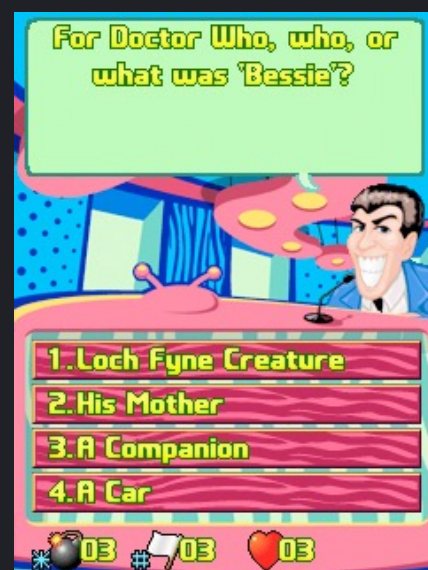 For Doctor Who, who, or
what was 'Bessie'?
1.Loch Fyne Creature
2.His Mother
3.A Companion
4.A Car
*03 #03 03